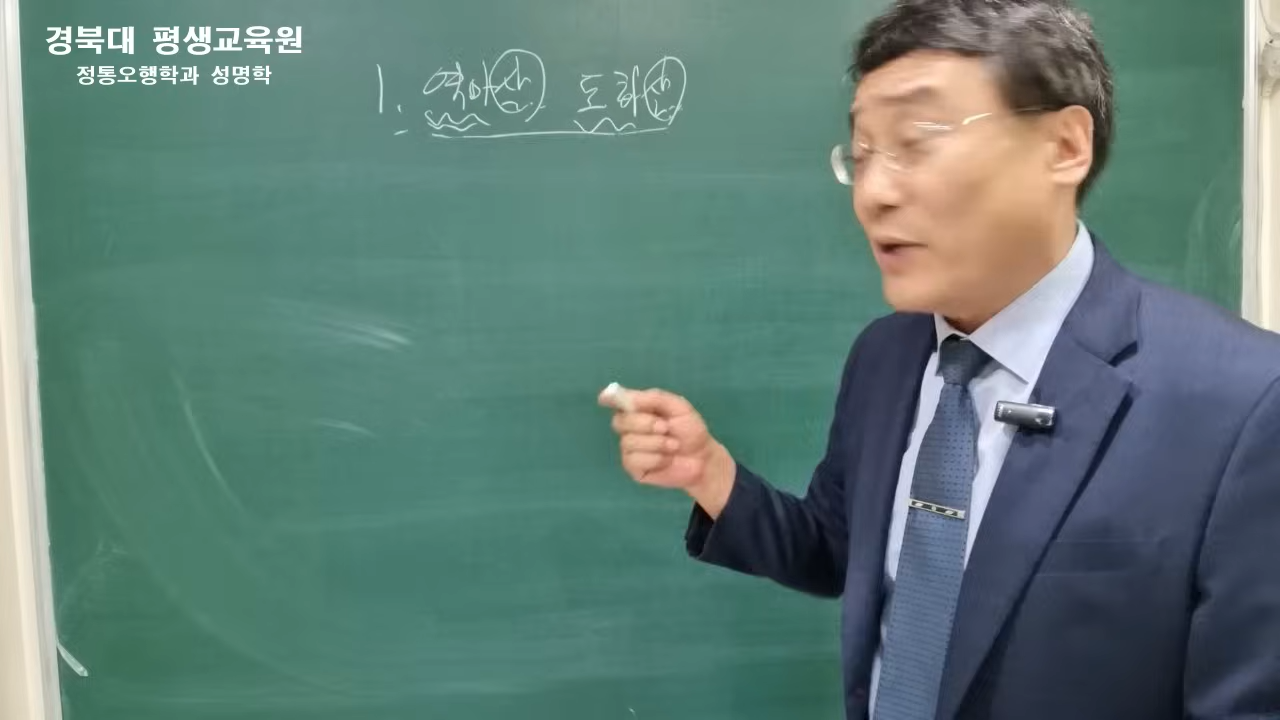 경북대 평생교육원
정통오행학과 성명학
1. 역마살 도화살